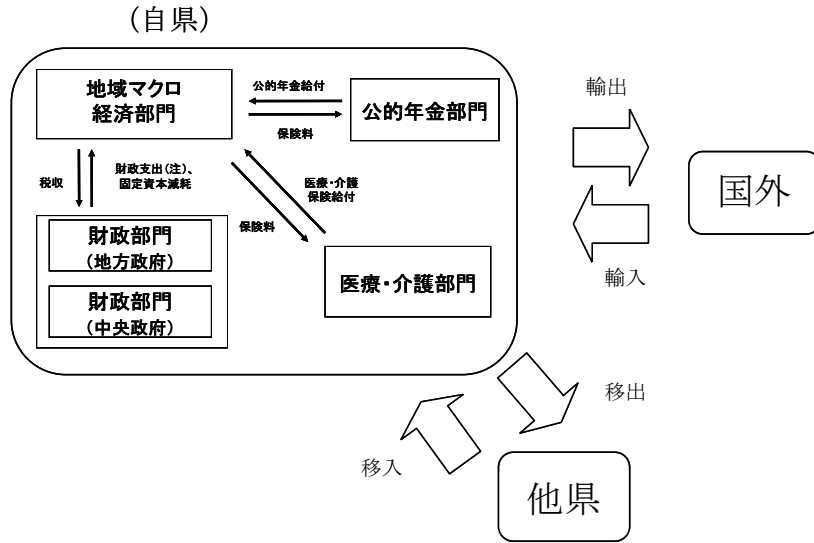 (自県)
地域マクロ
経済部門
公的年金給付
保険料
公的年金部門
輸出
国外
輸入
税収
財政支出(注)、
固定資本減耗
医療・介護
保険給付
保険料
財政部門
(地方政府)
財政部門
(中央政府)
医療・介護部門
移出
移入
他県